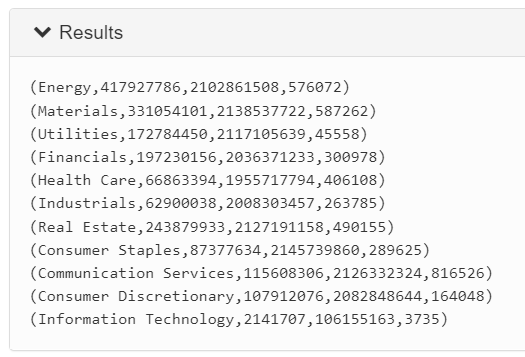 Results
(Energy,417927786,2102861508,576072)
(Materials,331054101,2138537722,587262)
(Utilities,172784450,2117105639,45558)
(Financials,197230156,2036371233,300978)
(Health Care,66863394,1955717794,406108)
(Industrials,62900038,2008303457,263785)
(Real Estate,243879933,2127191158,490155)
(Consumer Staples,87377634,2145739860,289625)
(Communication Services,115608306,2126332324,816526)
(Consumer Discretionary,107912076,2082848644,164048)
(Information Technology,2141707,106155163,3735)